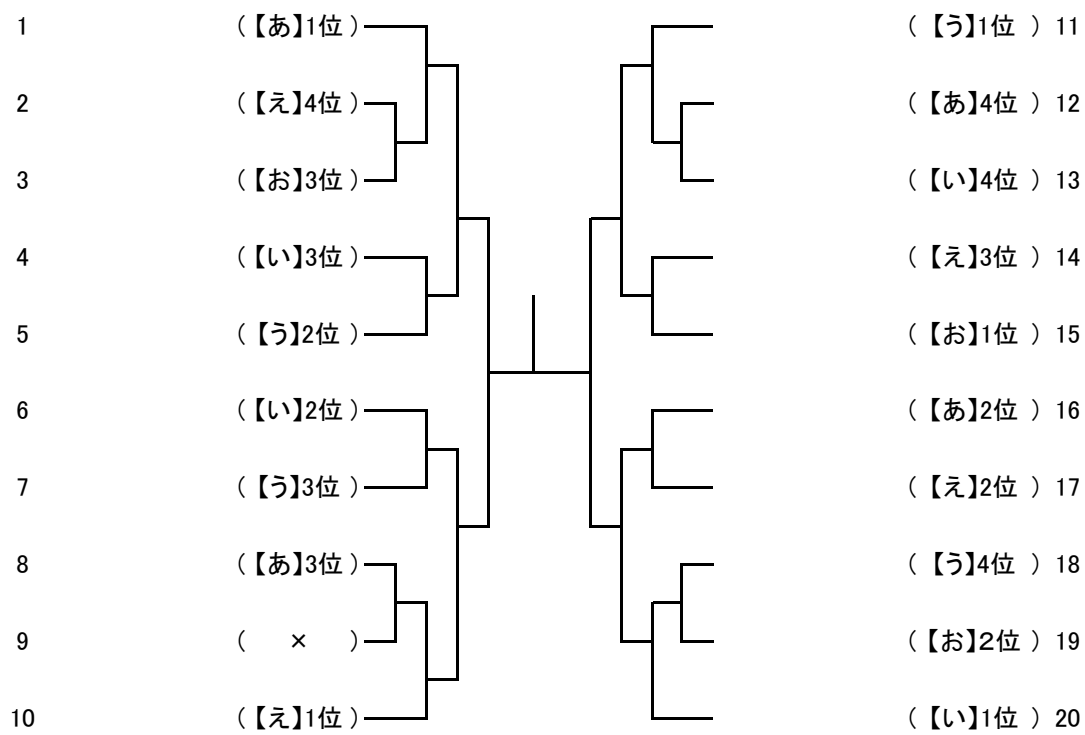 1 （【あ】1位 ） （ 【う】1位 ） 11
2 （【え】4位 ） （ 【あ】4位 ） 12
3 （【お】3位 ） （ 【い】4位 ） 13
4 （【い】3位 ） （ 【え】3位 ） 14
5 （【う】2位 ） （ 【お】1位 ） 15
6 （【い】2位 ） （ 【あ】2位 ） 16
7 （【う】3位 ） （ 【え】2位 ） 17
8 （【あ】3位 ） （ 【う】4位 ） 18
9 （ × ） （ 【お】２位 ） 19
10 （【え】1位 ） （ 【い】1位 ） 20